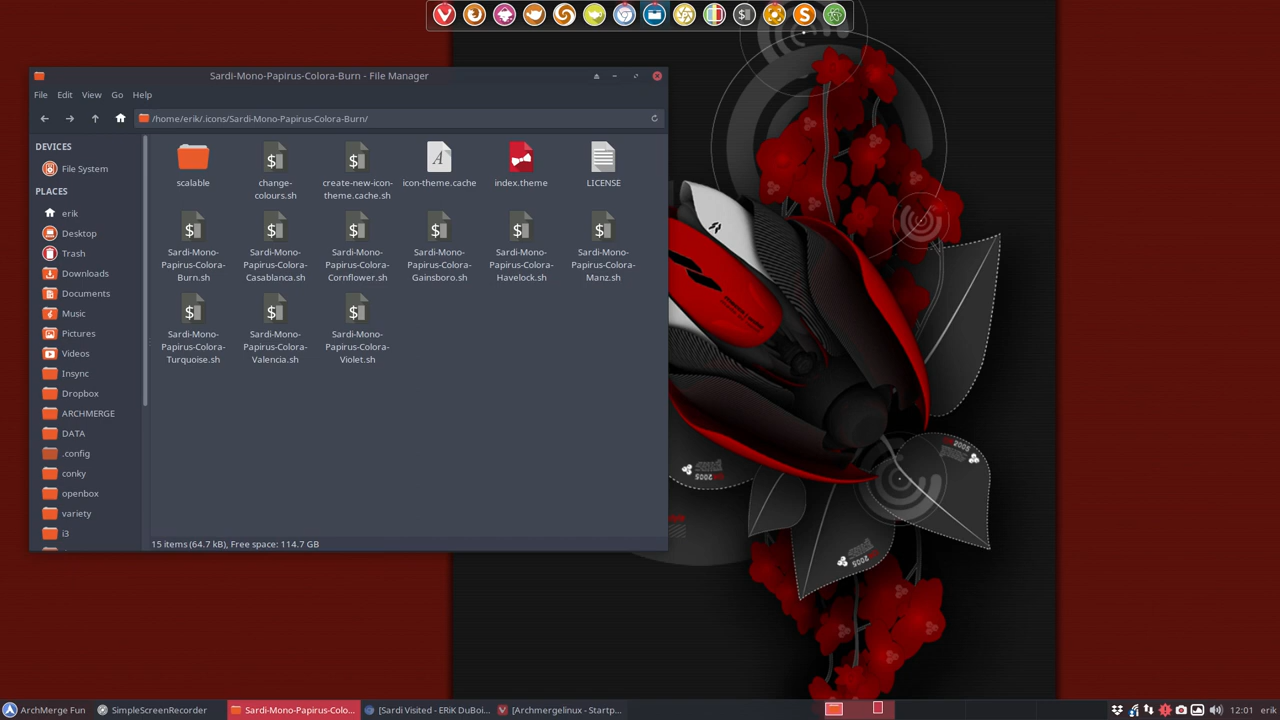 Sardi-Mono-Papirus-Colora-Burn - File Manager
File Edit View Go Help
/home/erik/.icons/Sardi-Mono-Papirus-Colora-Burn/
DEVICES
File System
PLACES
erik
Desktop
Trash
Downloads
Documents
Music
Pictures
Videos
Insync
Dropbox
ARCHMERGE
DATA
.config
conky
openbox
variety
i3
scalable
change-
colours.sh
create-new-icon-
theme.cache.sh
icon-theme.cache
index.theme
LICENSE
Sardi-Mono-
Papirus-Colora-
Burn.sh
Sardi-Mono-
Papirus-Colora-
Casablanca.sh
Sardi-Mono-
Papirus-Colora-
Cornflower.sh
Sardi-Mono-
Papirus-Colora-
Gainsboro.sh
Sardi-Mono-
Papirus-Colora-
Havelock.sh
Sardi-Mono-
Papirus-Colora-
Manz.sh
Sardi-Mono-
Papirus-Colora-
Turquoise.sh
Sardi-Mono-
Papirus-Colora-
Valencia.sh
Sardi-Mono-
Papirus-Colora-
Violet.sh
15 items (64.7 kB), Free space: 114.7 GB
2005
2005
2005
ArchMerge Fun
SimpleScreenRecorder
Sardi-Mono-Papirus-Colo...
[Sardi Visited - ERiK DuBoi...
[Archmergelinux - Startp...
12:01 erik